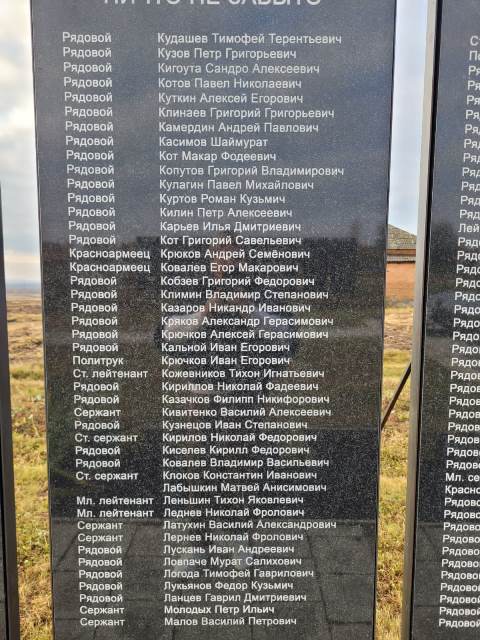 НИЧТО НЕ ЗАБЫТО
Рядовой Кудашев Тимофей Терентьевич
Рядовой Кузов Петр Григорьевич
Рядовой Кигоута Сандро Алексеевич
Рядовой Котов Павел Николаевич
Рядовой Куткин Алексей Егорович
Рядовой Клинаев Григорий Григорьевич
Рядовой Камердин Андрей Павлович
Рядовой Касимов Шаймурат
Рядовой Кот Макар Фодеевич
Рядовой Копутов Григорий Владимирович
Рядовой Кулагин Павел Михайлович
Рядовой Куртов Роман Кузьмич
Рядовой Килин Петр Алексеевич
Рядовой Карьев Илья Дмитриевич
Рядовой Кот Григорий Савельевич
Красноармеец Крюков Андрей Семёнович
Красноармеец Ковалев Егор Макарович
Рядовой Кобзев Григорий Федорович
Рядовой Климин Владимир Степанович
Рядовой Казаров Никандр Иванович
Рядовой Кряков Александр Герасимович
Рядовой Крючков Алексей Герасимович
Рядовой Кальной Иван Егорович
Политрук Крючков Иван Егорович
Ст. лейтенант Кожевников Тихон Игнатьевич
Рядовой Кириллов Николай Фадеевич
Рядовой Казачков Филипп Никифорович
Сержант Кивитенко Василий Алексеевич
Рядовой Кузнецов Иван Степанович
Ст. сержант Кирилов Николай Федорович
Рядовой Киселев Кирилл Федорович
Рядовой Ковалев Владимир Васильевич
Ст. сержант Клоков Константин Иванович
Лабышкин Матвей Анисимович
Мл. лейтенант Леньшин Тихон Яковлевич
Мл. лейтенант Леднев Николай Фролович
Сержант Латухин Василий Александрович
Сержант Лернев Николай Фролович
Рядовой Лускань Иван Андреевич
Рядовой Ловпаче Мурат Салихович
Рядовой Логода Тимофей Гаврилович
Рядовой Лукьянов Федор Кузьмич
Рядовой Ланцев Гаврил Дмитриевич
Сержант Молодых Петр Ильич
Сержант Малов Василий Петрович